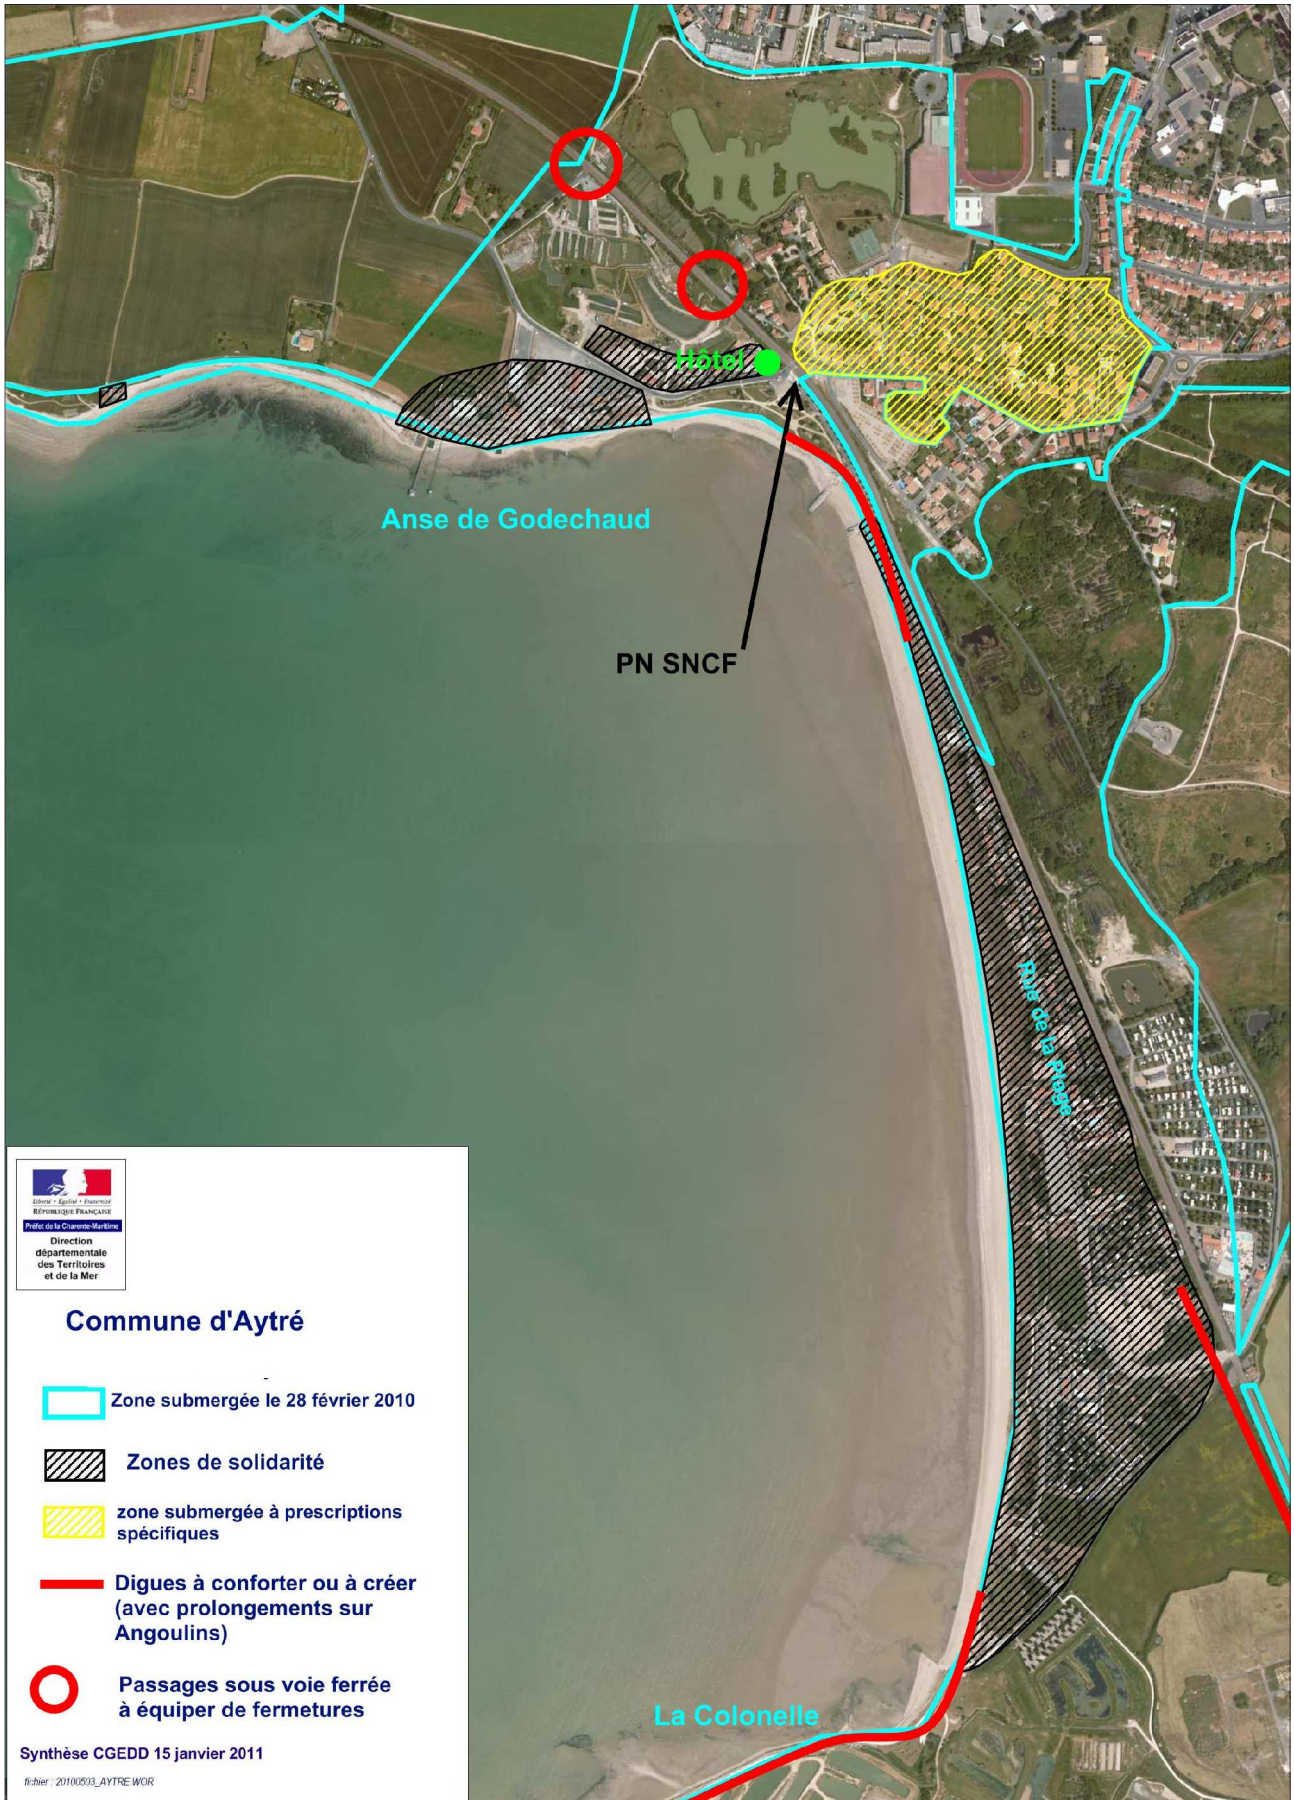 Hôtel
Anse de Godechaud
PN SNCF
Rue de la Plage
La Colonelle
Liberté • Égalité • Fraternité
RÉPUBLIQUE FRANÇAISE
Préfet de la Charente-Maritime
Direction
départementale
des Territoires
et de la Mer
Commune d'Aytré
Zone submergée le 28 février 2010
Zones de solidarité
zone submergée à prescriptions
spécifiques
Digues à conforter ou à créer
(avec prolongements sur
Angoulins)
Passages sous voie ferrée
à équiper de fermetures
Synthèse CGEDD 15 janvier 2011
fichier : 20100503_AYTRE.WOR